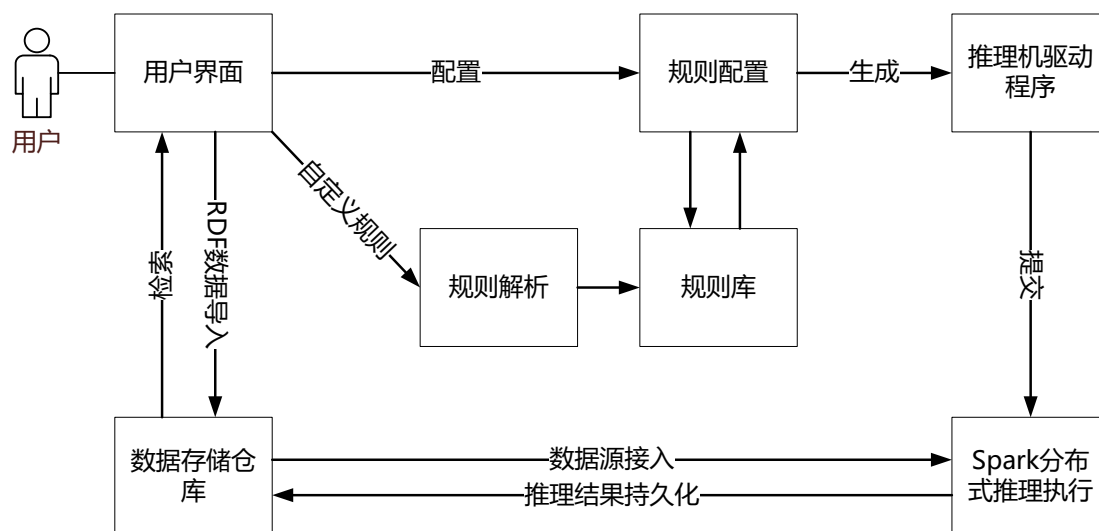 用户界面
配置
规则配置
生成
推理机驱动
程序
用户
自定义规则
RDF数据导入
检索
规则解析
规则库
提交
数据存储仓
库
数据源接入
推理结果持久化
Spark分布
式推理执行